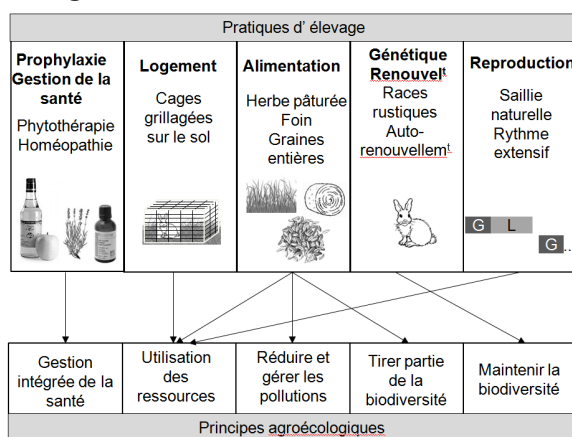 Pratiques d' élevage
Prophylaxie
Gestion de la
santé
Phytothérapie
Homéopathie
Logement
Cages
grillagées
sur le sol
Alimentation
Herbe pâturée
Foin
Graines
entières
Génétique
Renouvelᵗ
Races
rustiques
Auto-
renouvellemᵗ
Reproduction
Saillie
naturelle
Rythme
extensif
G L
G ...
Gestion
intégrée de la
santé
Utilisation
des
ressources
Réduire et
gérer les
pollutions
Tirer partie
de la
biodiversité
Maintenir la
biodiversité
Principes agroécologiques